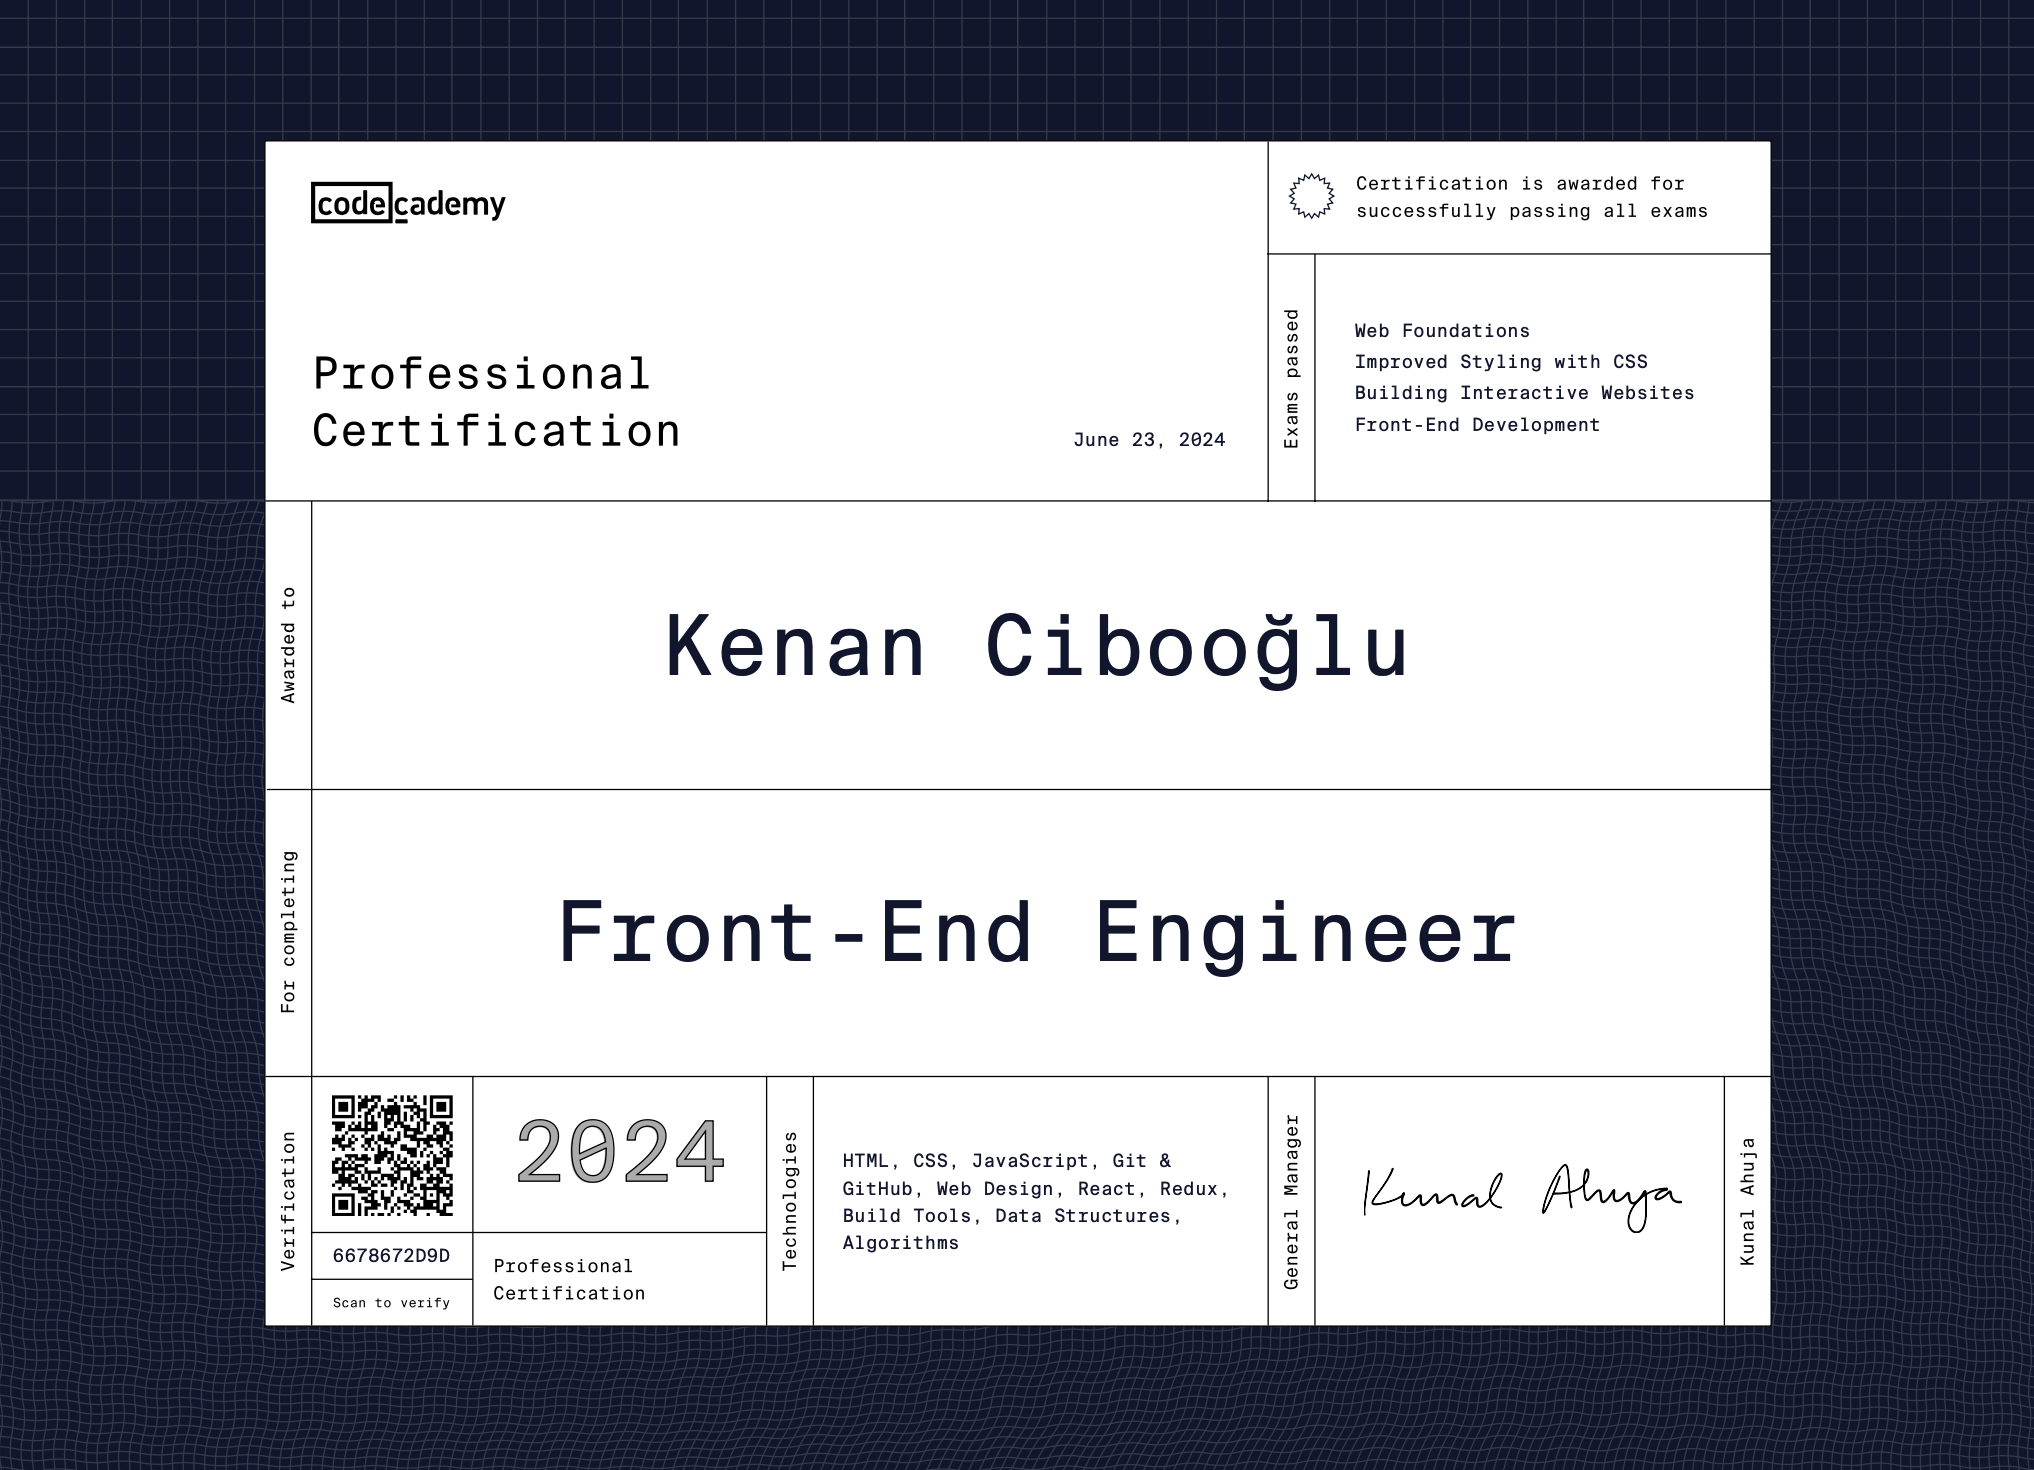 codecademy
Certification is awarded for
successfully passing all exams
Professional
Certification
June 23, 2024
Exams passed
Web Foundations
Improved Styling with CSS
Building Interactive Websites
Front-End Development
Awarded to
Kenan Cibooğlu
For completing
Front-End Engineer
Verification
6678672D9D
Scan to verify
2024
Professional
Certification
Technologies
HTML, CSS, JavaScript, Git &
GitHub, Web Design, React, Redux,
Build Tools, Data Structures,
Algorithms
General Manager
Kunal Ahuja
Kunal Ahuja